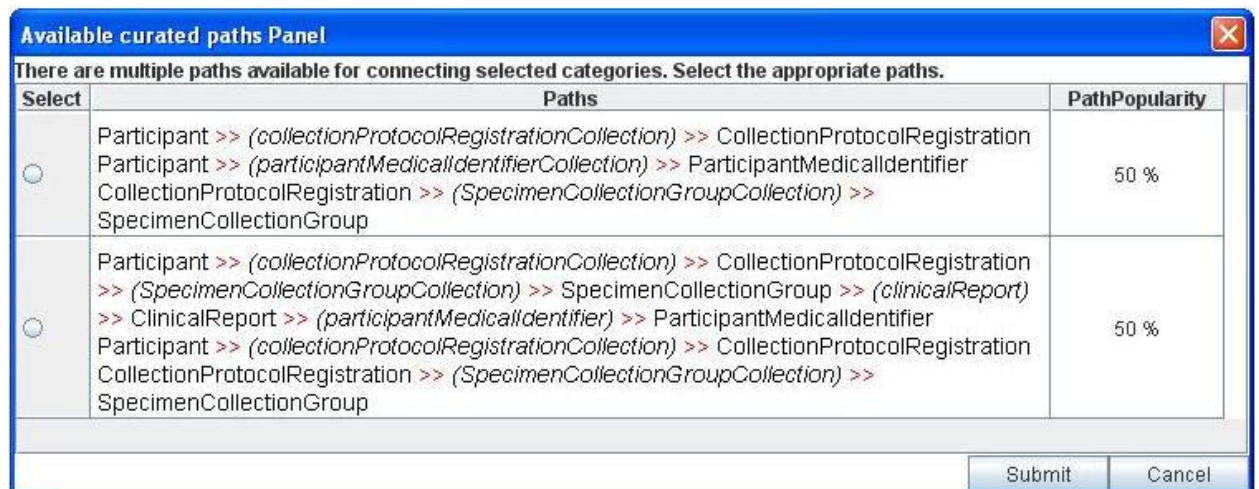 Available curated paths Panel
There are multiple paths available for connecting selected categories. Select the appropriate paths.
Select Paths PathPopularity
Participant >> (collectionProtocolRegistrationCollection) >> CollectionProtocolRegistration
Participant >> (participantMedicalIdentifierCollection) >> ParticipantMedicalIdentifier
CollectionProtocolRegistration >> (SpecimenCollectionGroupCollection) >>
SpecimenCollectionGroup
50 %
Participant >> (collectionProtocolRegistrationCollection) >> CollectionProtocolRegistration
>> (SpecimenCollectionGroupCollection) >> SpecimenCollectionGroup >> (clinicalReport)
>> ClinicalReport >> (participantMedicalIdentifier) >> ParticipantMedicalIdentifier
Participant >> (collectionProtocolRegistrationCollection) >> CollectionProtocolRegistration
CollectionProtocolRegistration >> (SpecimenCollectionGroupCollection) >>
SpecimenCollectionGroup
50 %
Submit Cancel